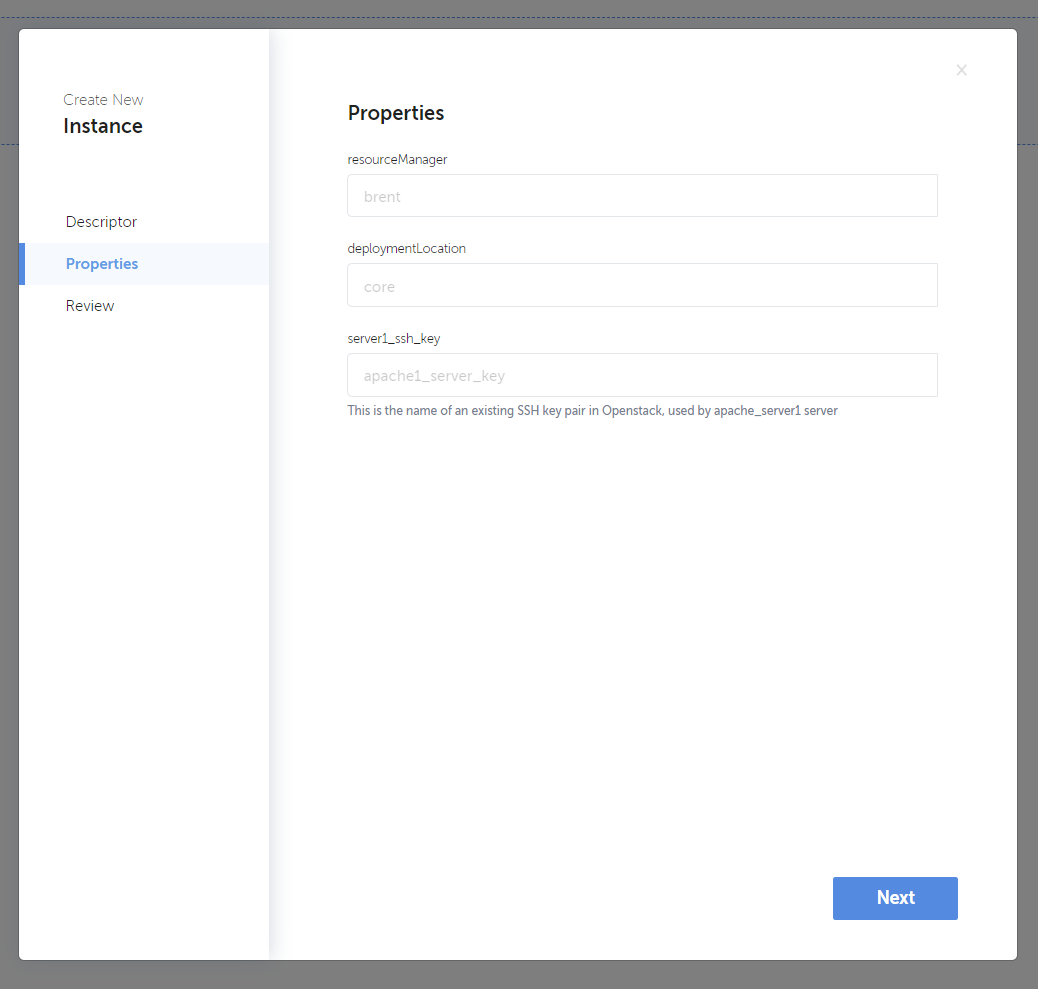 Create New
Instance
Descriptor
Properties
Review
Properties
resourceManager
brent
deploymentLocation
core
server1_ssh_key
apache1_server_key
This is the name of an existing SSH key pair in Openstack, used by apache_server1 server
Next